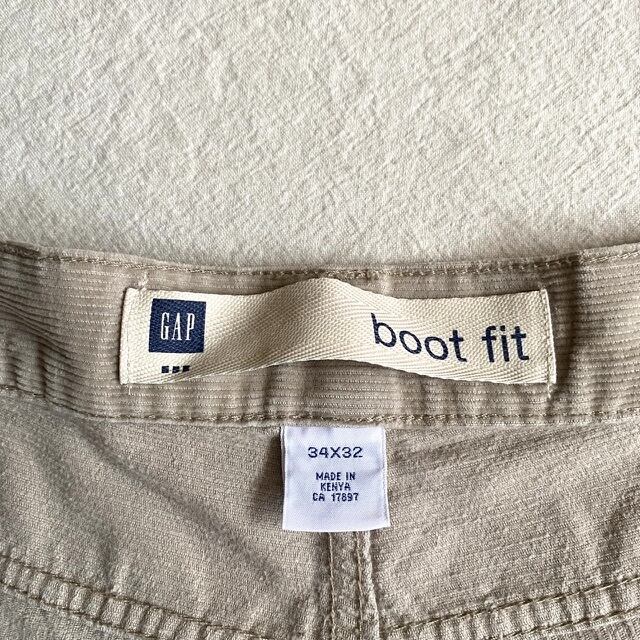 GAP
boot fit
34X32
MADE IN
KENYA
CA 17897